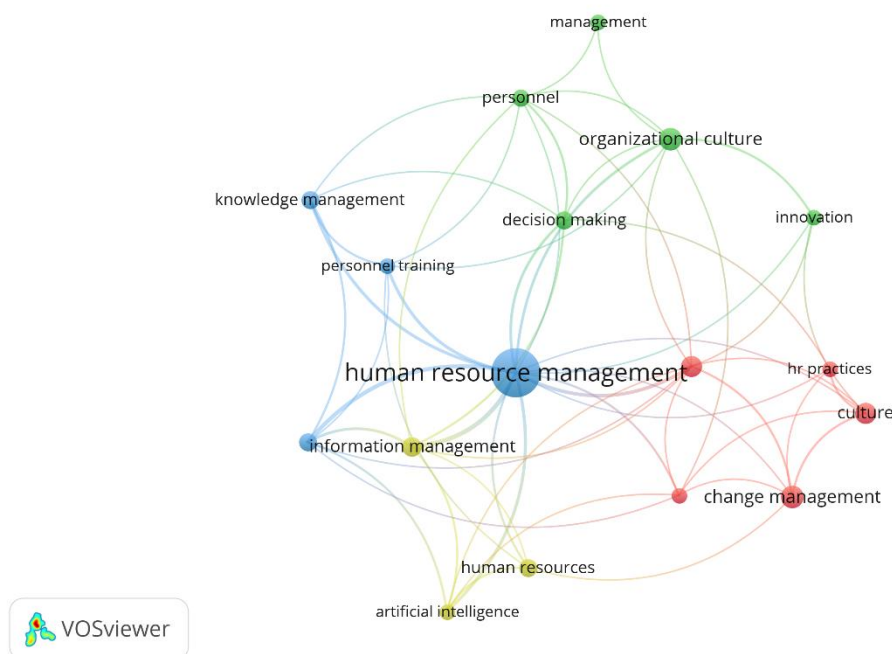 management
personnel
organizational culture
knowledge management
decision making
innovation
personnel training
human resource management
hr practices
culture
information management
change management
human resources
artificial intelligence
VOSviewer